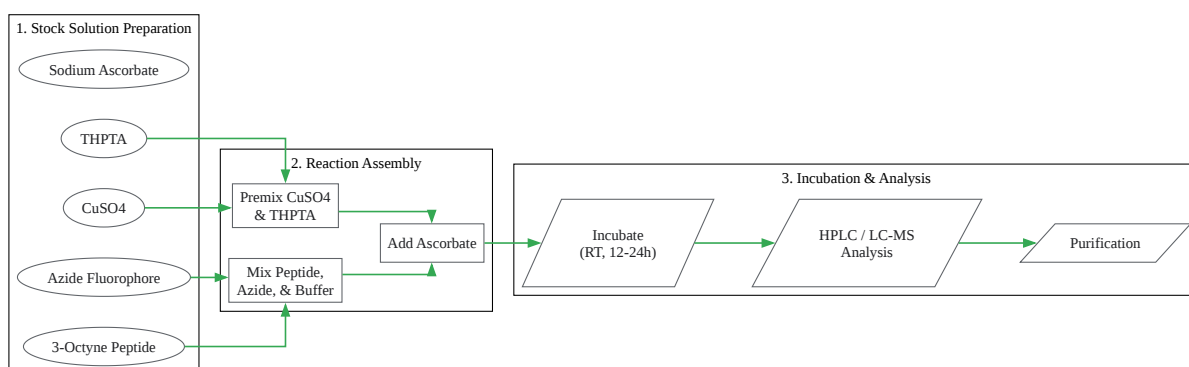 1. Stock Solution Preparation
Sodium Ascorbate
THPTA
CuSO4
Azide Fluorophore
3-Octyne Peptide
2. Reaction Assembly
Premix CuSO4
& THPTA
Add Ascorbate
Mix Peptide,
Azide, & Buffer
3. Incubation & Analysis
Incubate
(RT, 12-24h)
HPLC / LC-MS
Analysis
Purification